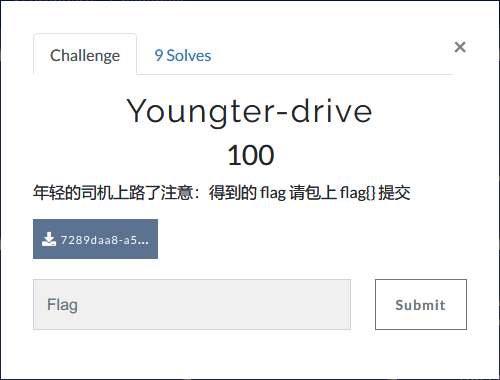 Challenge
9 Solves
×
Youngter-drive
100
年轻的司机上路了注意：得到的 flag 请包上 flag{} 提交
7289daa8-a5...
Flag
Submit